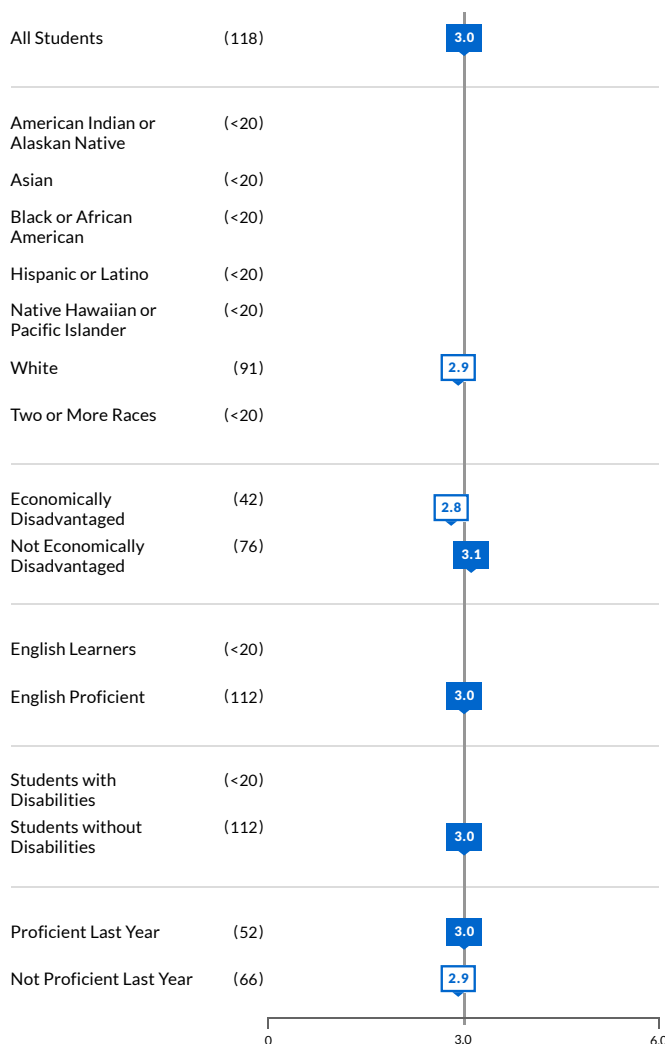 All Students (118) 3.0
American Indian or (<20)
Alaskan Native
Asian (<20)
Black or African (<20)
American
Hispanic or Latino (<20)
Native Hawaiian or (<20)
Pacific Islander
White (91) 2.9
Two or More Races (<20)
Economically (42) 2.8
Disadvantaged
Not Economically (76) 3.1
Disadvantaged
English Learners (<20)
English Proficient (112) 3.0
Students with (<20)
Disabilities
Students without (112) 3.0
Disabilities
Proficient Last Year (52) 3.0
Not Proficient Last Year (66) 2.9
0 3.0 6.0